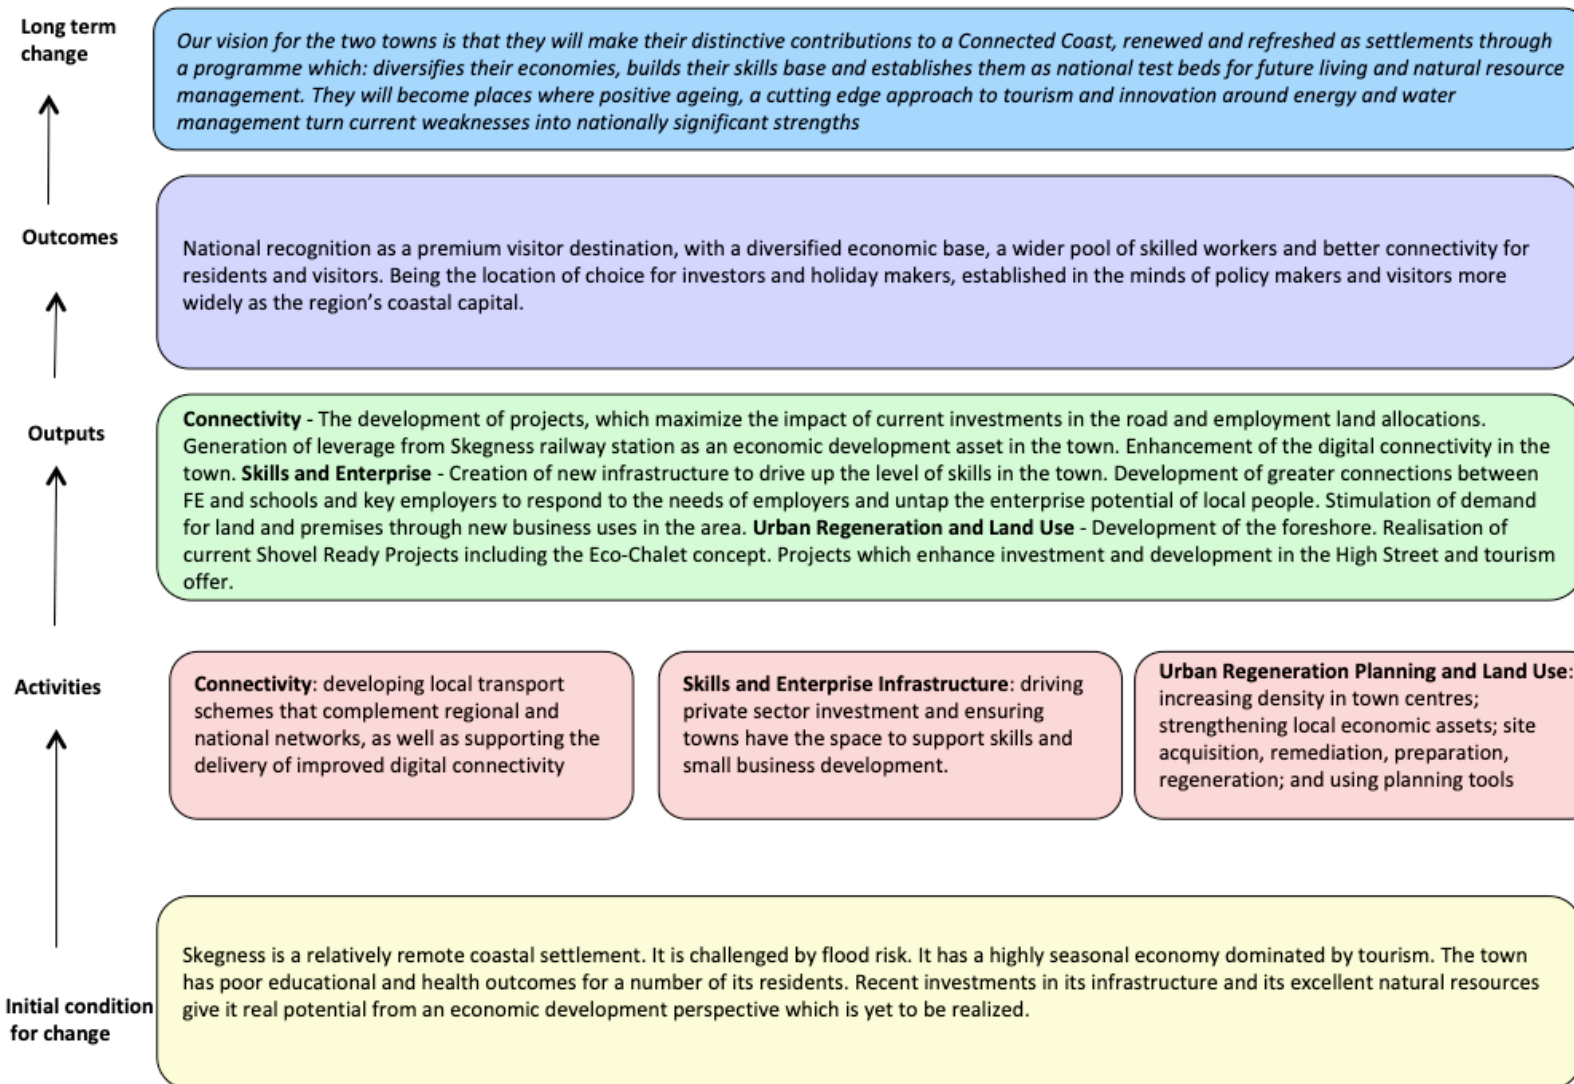 Long term
change
Our vision for the two towns is that they will make their distinctive contributions to a Connected Coast, renewed and refreshed as settlements through
a programme which: diversifies their economies, builds their skills base and establishes them as national test beds for future living and natural resource
management. They will become places where positive ageing, a cutting edge approach to tourism and innovation around energy and water
management turn current weaknesses into nationally significant strengths
Outcomes
National recognition as a premium visitor destination, with a diversified economic base, a wider pool of skilled workers and better connectivity for
residents and visitors. Being the location of choice for investors and holiday makers, established in the minds of policy makers and visitors more
widely as the region’s coastal capital.
Outputs
Connectivity - The development of projects, which maximize the impact of current investments in the road and employment land allocations.
Generation of leverage from Skegness railway station as an economic development asset in the town. Enhancement of the digital connectivity in the
town. Skills and Enterprise - Creation of new infrastructure to drive up the level of skills in the town. Development of greater connections between
FE and schools and key employers to respond to the needs of employers and untap the enterprise potential of local people. Stimulation of demand
for land and premises through new business uses in the area. Urban Regeneration and Land Use - Development of the foreshore. Realisation of
current Shovel Ready Projects including the Eco-Chalet concept. Projects which enhance investment and development in the High Street and tourism
offer.
Activities
Connectivity: developing local transport
schemes that complement regional and
national networks, as well as supporting the
delivery of improved digital connectivity
Skills and Enterprise Infrastructure: driving
private sector investment and ensuring
towns have the space to support skills and
small business development.
Urban Regeneration Planning and Land Use:
increasing density in town centres;
strengthening local economic assets; site
acquisition, remediation, preparation,
regeneration; and using planning tools
Initial condition
for change
Skegness is a relatively remote coastal settlement. It is challenged by flood risk. It has a highly seasonal economy dominated by tourism. The town
has poor educational and health outcomes for a number of its residents. Recent investments in its infrastructure and its excellent natural resources
give it real potential from an economic development perspective which is yet to be realized.